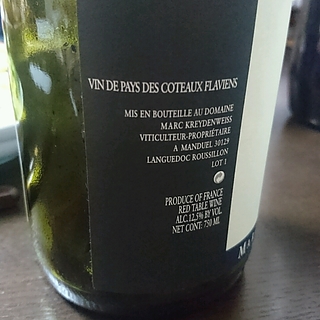 VIN DE PAYS DES COTEAUX FLAVIENS
MIS EN BOUTEILLE AU DOMAINE
MARC KREYDENWEISS
VITICULTEUR-PROPRIÉTAIRE
A MANDUEL 30129
LANGUEDOC ROUSSILLON
LOT 1
PRODUCE OF FRANCE
RED TABLE WINE
ALC.12,5% BY VOL.
NET CONT: 750 ML